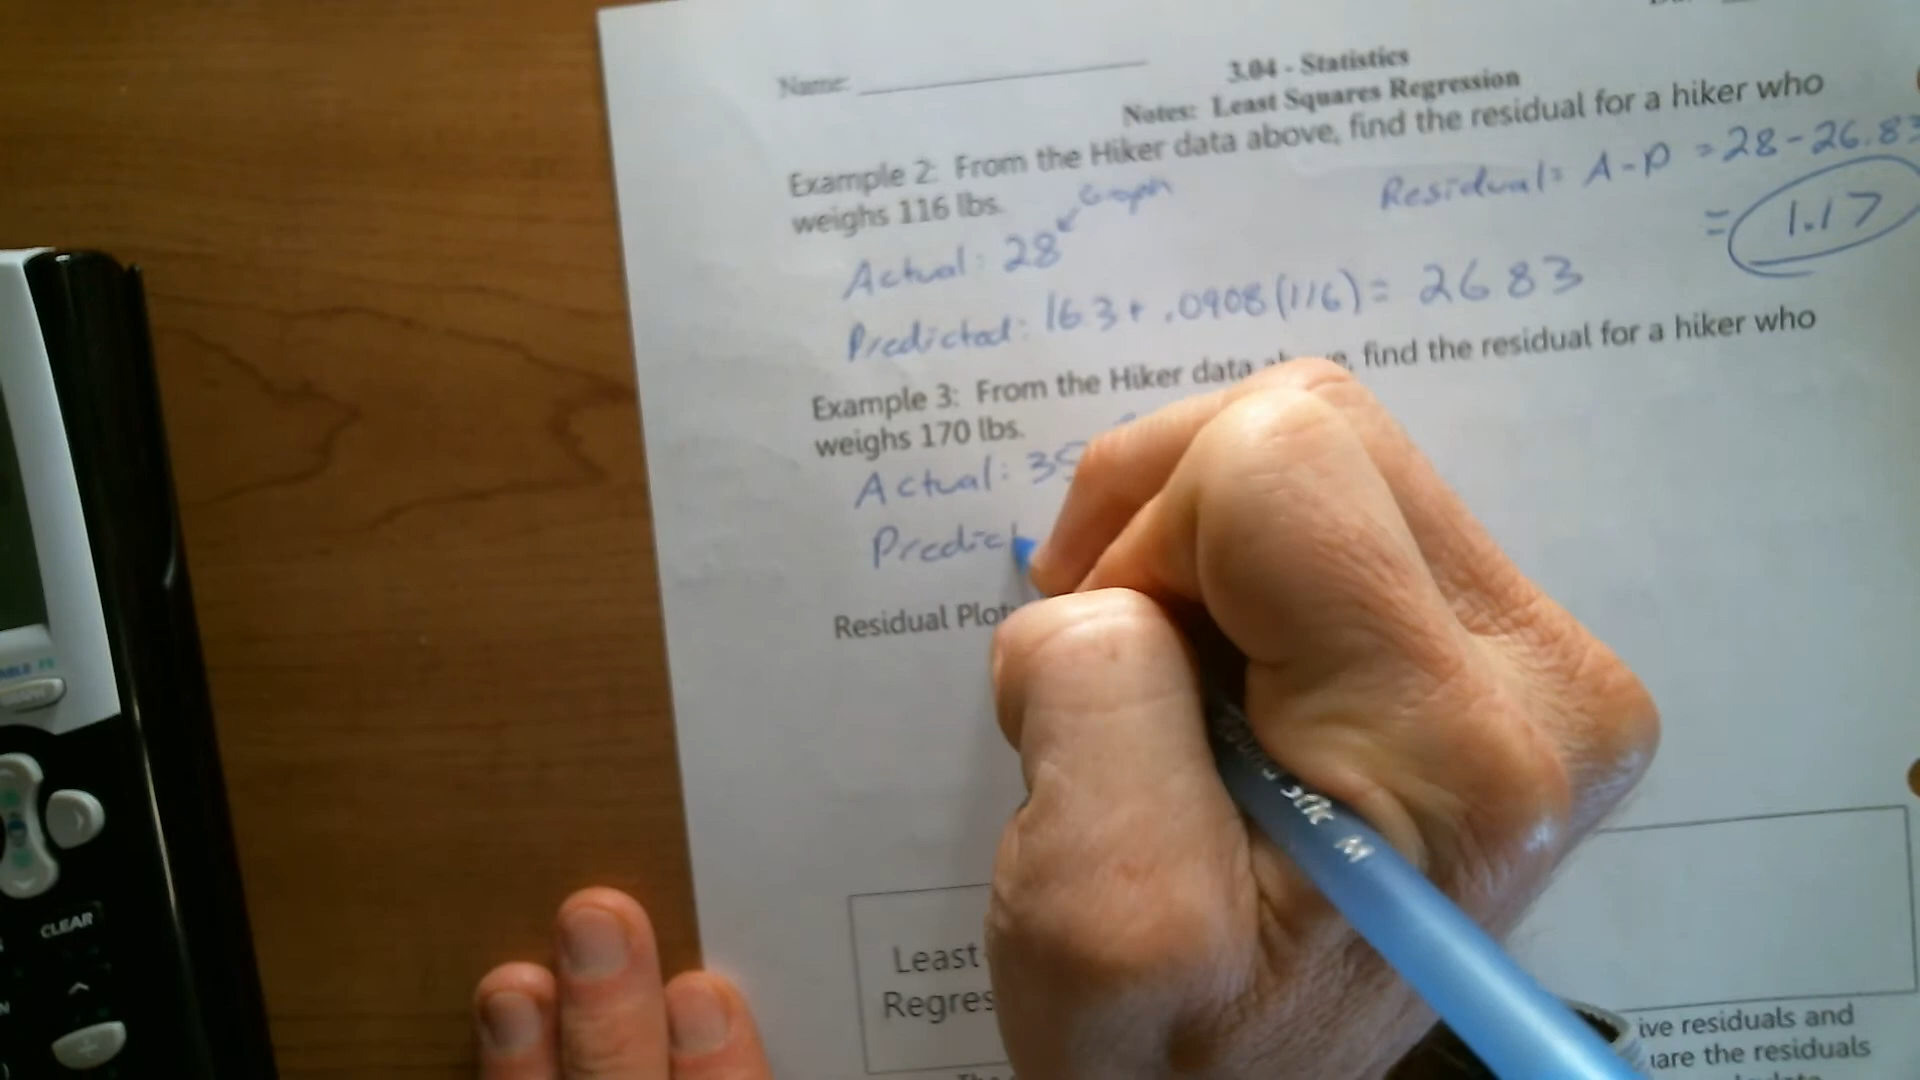 Name:
3.04 - Statistics
Notes: Least Squares Regression
Example 2: From the Hiker data above, find the residual for a hiker who
weighs 116 lbs.
Graph
Residual = A - P = 28 - 26.83
= 1.17
Actual: 28
Predicted: 16.3 + .0908(116) = 26.83
Example 3: From the Hiker data above, find the residual for a hiker who
weighs 170 lbs.
Actual: 35
Predict
Residual Plot
Least
Regres
ive residuals and
uare the residuals
CLEAR